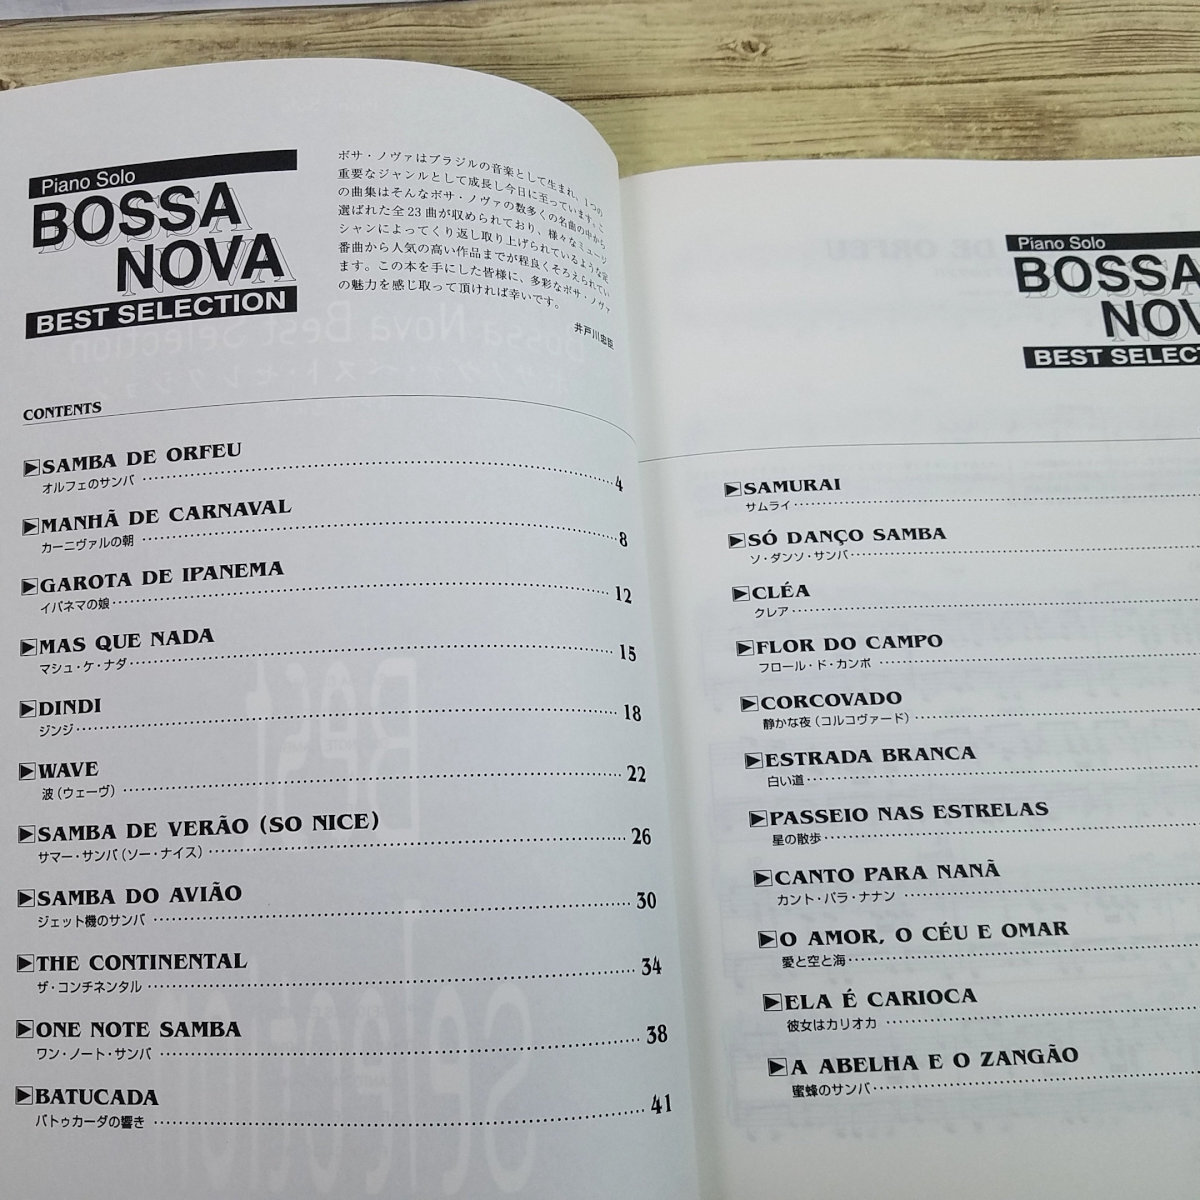 Piano Solo
BOSSA
NOVA
BEST SELECTION
ボサ・ノヴァはブラジルの音楽として生まれ、1つの
重要なジャンルとして成長し今日に至っています。こ
の曲集はそんなボサ・ノヴァの数多くの名曲の中から
選ばれた全23曲が収められており、様々なミュージ
シャンによってくり返し取り上げられているような定
番曲から人気の高い作品までが程良くそろえられてい
ます。この本を手にした皆様に、多彩なボサ・ノヴァ
の魅力を感じ取って頂ければ幸いです。
井戸川忠臣
CONTENTS
SAMBA DE ORFEU
オルフェのサンバ 4
MANHÃ DE CARNAVAL
カーニヴァルの朝 8
GAROTA DE IPANEMA
イパネマの娘 12
MAS QUE NADA
マシュ・ケ・ナダ 15
DINDI
ジンジ 18
WAVE
波(ウェーヴ) 22
SAMBA DE VERÃO (SO NICE)
サマー・サンバ(ソー・ナイス) 26
SAMBA DO AVIÃO
ジェット機のサンバ 30
THE CONTINENTAL
ザ・コンチネンタル 34
ONE NOTE SAMBA
ワン・ノート・サンバ 38
BATUCADA
バトゥカーダの響き 41
Piano Solo
BOSSA
NOV
BEST SELEC
SAMURAI
サムライ
SÓ DANÇO SAMBA
ソ・ダンソ・サンバ
CLÉA
クレア
FLOR DO CAMPO
フロール・ド・カンポ
CORCOVADO
静かな夜(コルコヴァード)
ESTRADA BRANCA
白い道
PASSEIO NAS ESTRELAS
星の散歩
CANTO PARA NANÃ
カント・パラ・ナナン
O AMOR, O CÉU E OMAR
愛と空と海
ELA É CARIOCA
彼女はカリオカ
A ABELHA E O ZANGÃO
蜜蜂のサンバ